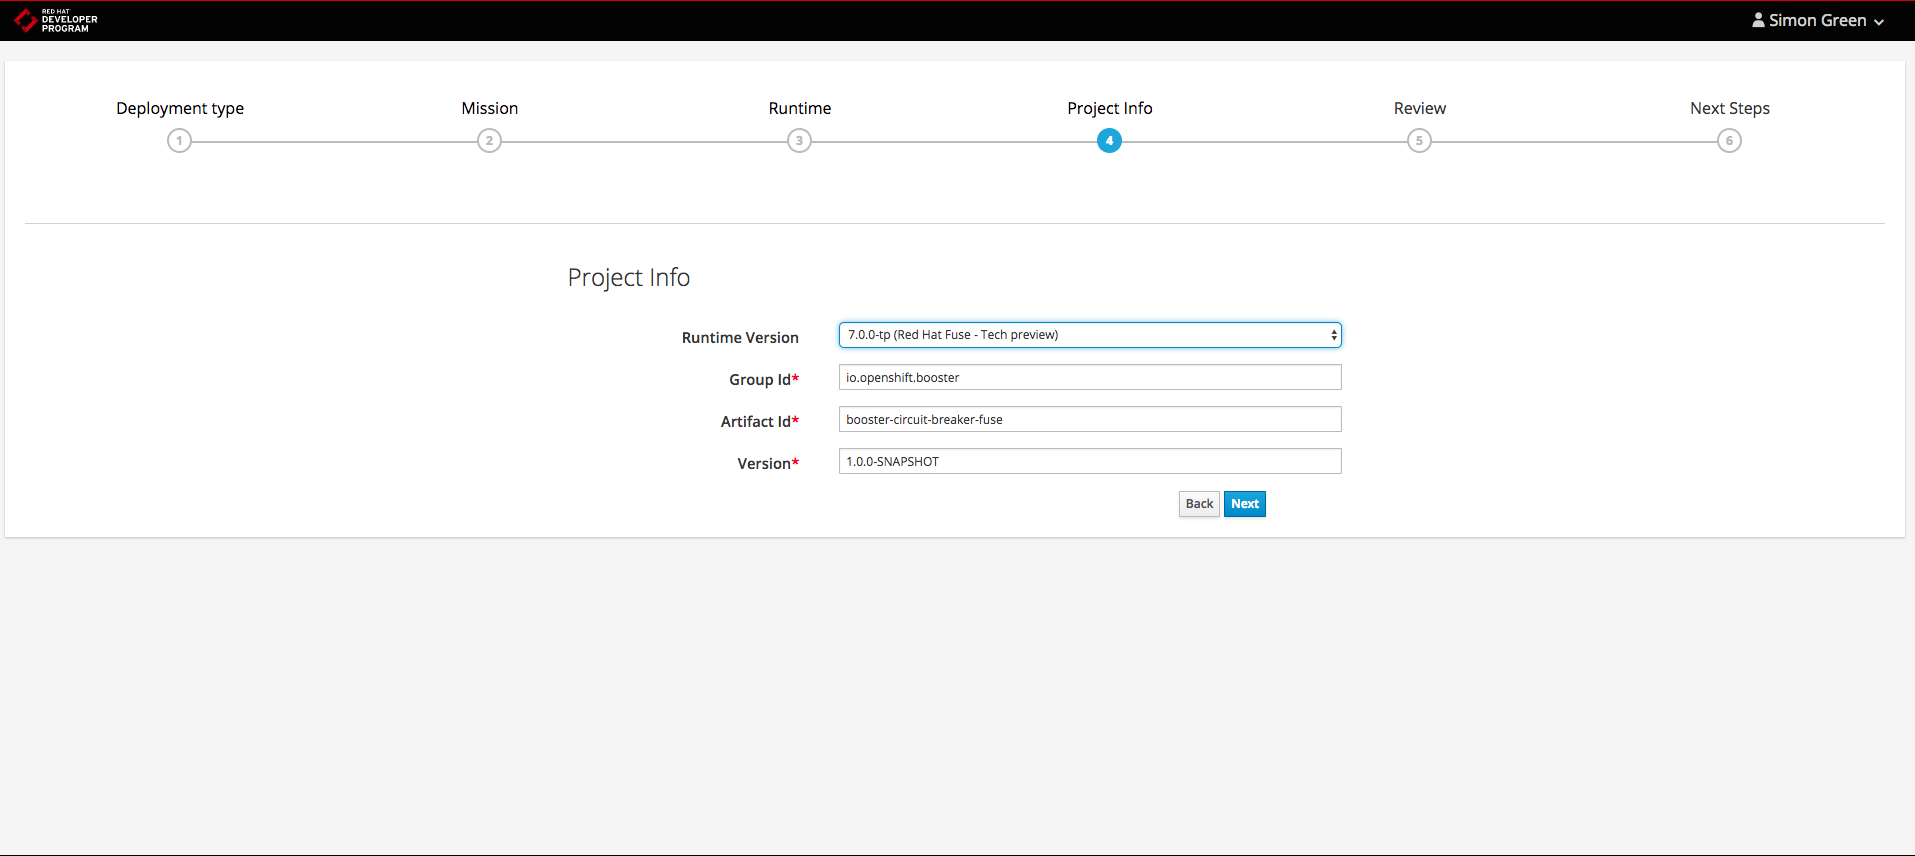 RED HAT
DEVELOPER
PROGRAM
Simon Green
Deployment type
Mission
Runtime
Project Info
Review
Next Steps
1
2
3
4
5
6
Project Info
Runtime Version
7.0.0-tp (Red Hat Fuse - Tech preview)
Group Id*
io.openshift.booster
Artifact Id*
booster-circuit-breaker-fuse
Version*
1.0.0-SNAPSHOT
Back
Next